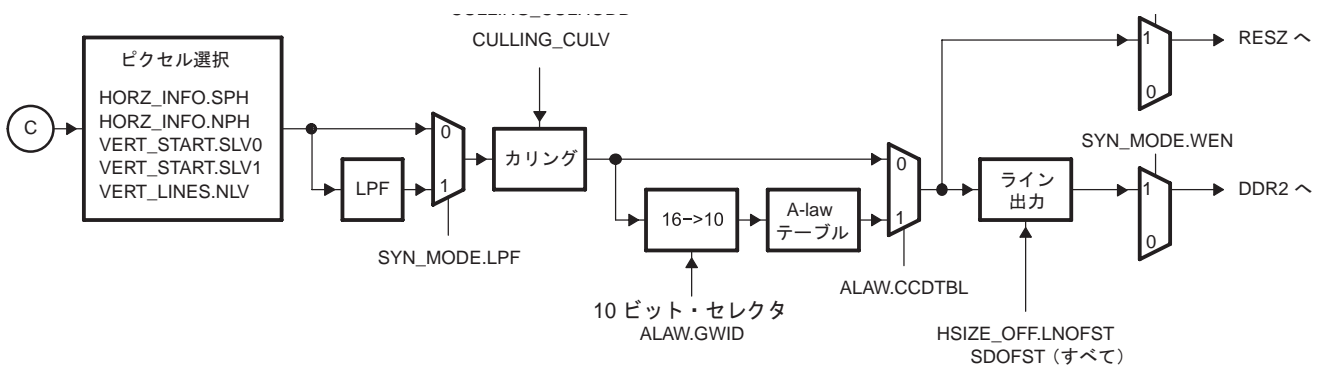 CULLING_CULV
RESZ へ
1
0
ピクセル選択
HORZ_INFO.SPH
HORZ_INFO.NPH
VERT_START.SLV0
VERT_START.SLV1
VERT_LINES.NLV
C
0
1
LPF
SYN_MODE.LPF
カリング
16->10
A-law
テーブル
0
1
ALAW.CCDTBL
10 ビット・セレクタ
ALAW.GWID
ライン
出力
HSIZE_OFF.LNOFST
SDOFST (すべて)
SYN_MODE.WEN
1
0
DDR2 へ